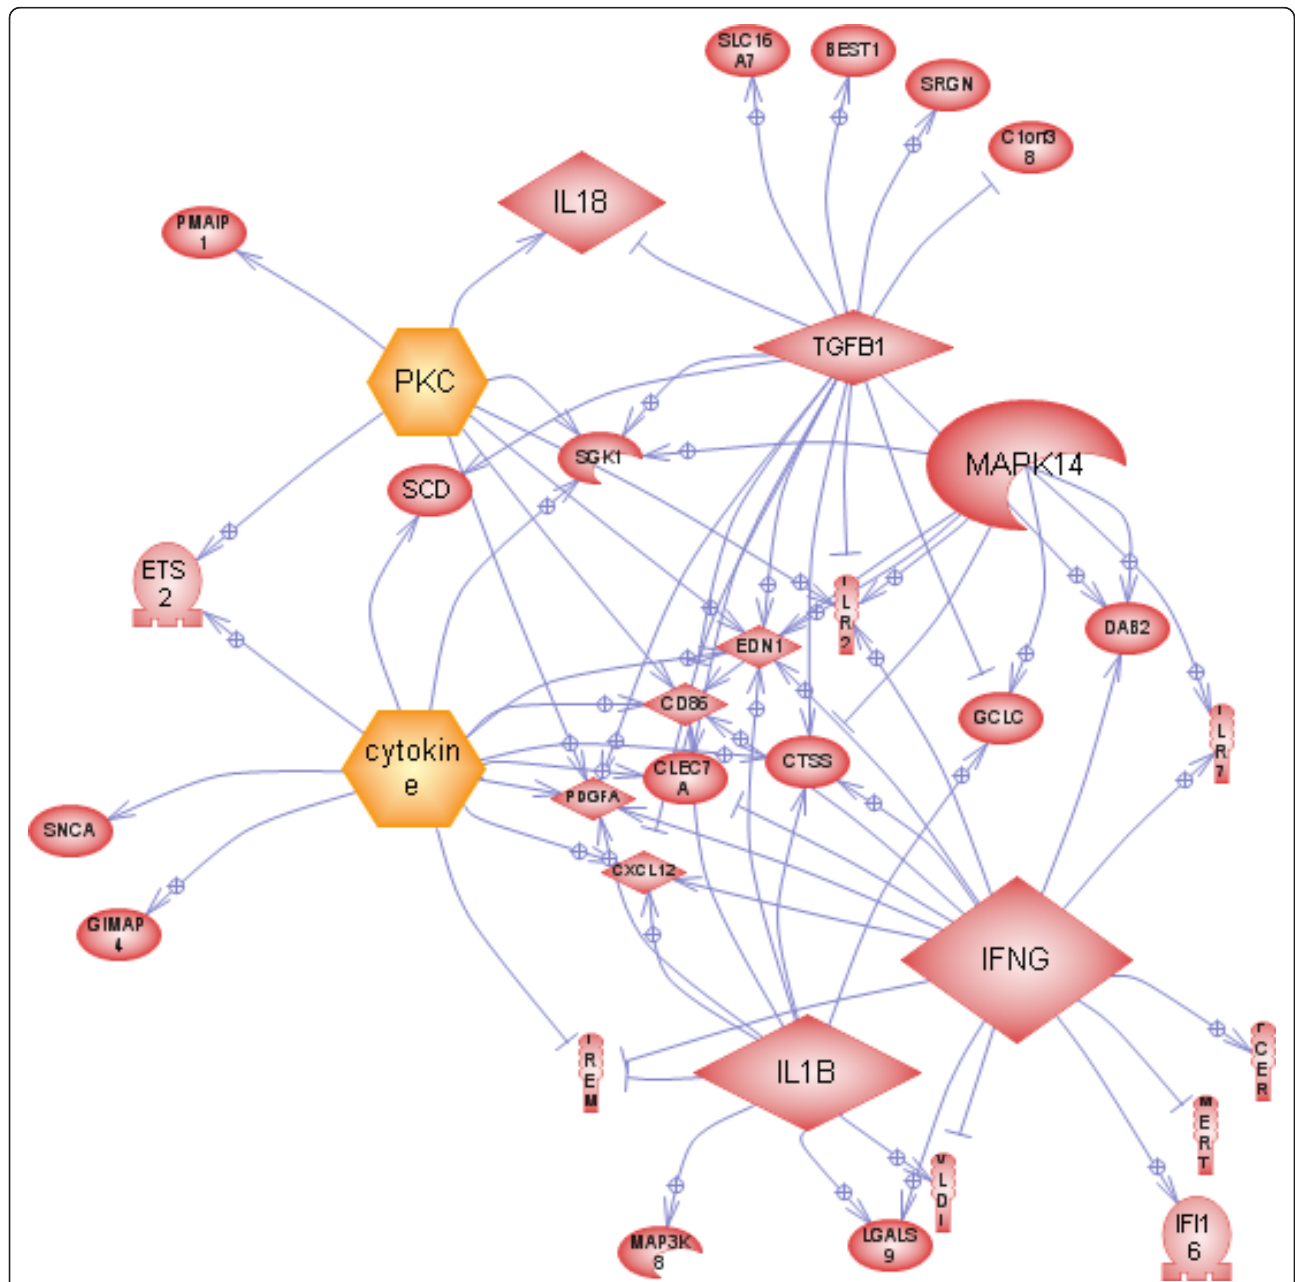 SLC16
A7
BEST1
SRGN
C1orf3
8
IL18
PMAIP
1
TGFB1
PKC
SGK1
MAPK14
SCD
ETS
2
I
L
R
2
DAB2
EDN1
CD86
GCLC
I
L
R
7
cytokin
e
CTSS
CLEC7
A
PDGFA
SNCA
CXCL12
GIMAP
4
IFNG
T
R
E
M
IL1B
F
C
E
R
M
E
R
T
V
L
D
L
MAP3K
8
LGALS
9
IFI1
6